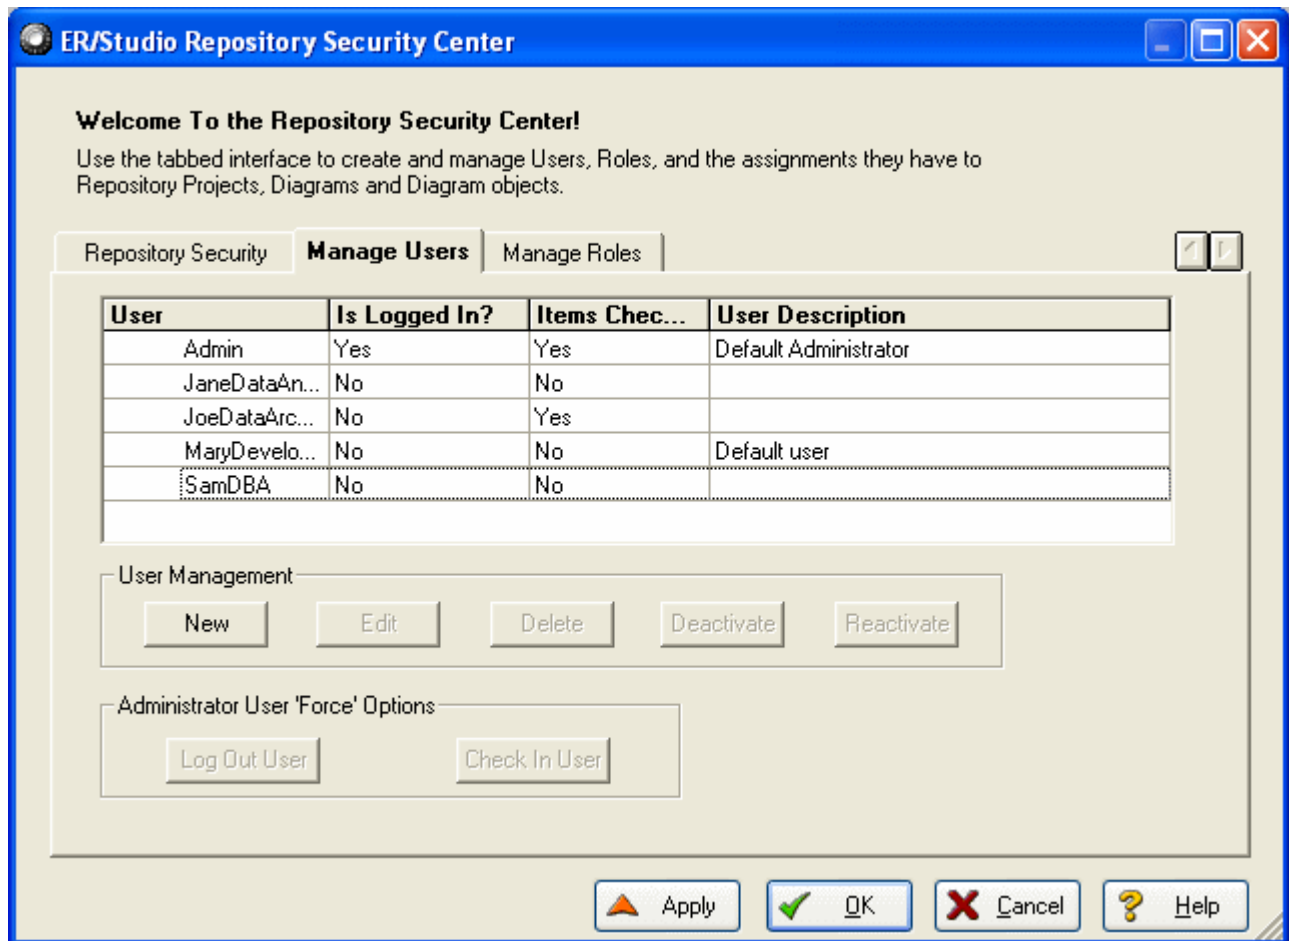 ER/Studio Repository Security Center
Welcome To the Repository Security Center!
Use the tabbed interface to create and manage Users, Roles, and the assignments they have to
Repository Projects, Diagrams and Diagram objects.
Repository Security Manage Users Manage Roles
User Is Logged In? Items Chec... User Description
Admin Yes Yes Default Administrator
JaneDataAn... No No
JoeDataArc... No Yes
MaryDevelo... No No Default user
SamDBA No No
User Management
New Edit Delete Deactivate Reactivate
Administrator User 'Force' Options
Log Out User Check In User
Apply OK Cancel Help